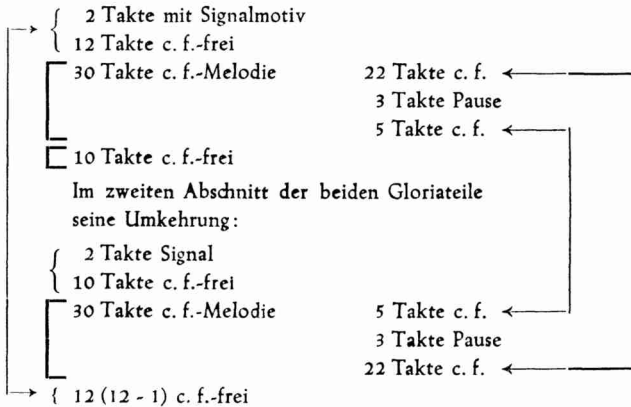 2 Takte mit Signalmotiv
12 Takte c. f.-frei
30 Takte c. f.-Melodie 22 Takte c. f.
3 Takte Pause
5 Takte c. f.
10 Takte c. f.-frei
Im zweiten Abschnitt der beiden Gloriateile
seine Umkehrung:
2 Takte Signal
10 Takte c. f.-frei
30 Takte c. f.-Melodie 5 Takte c. f.
3 Takte Pause
22 Takte c. f.
12 (12 - 1) c. f.-frei